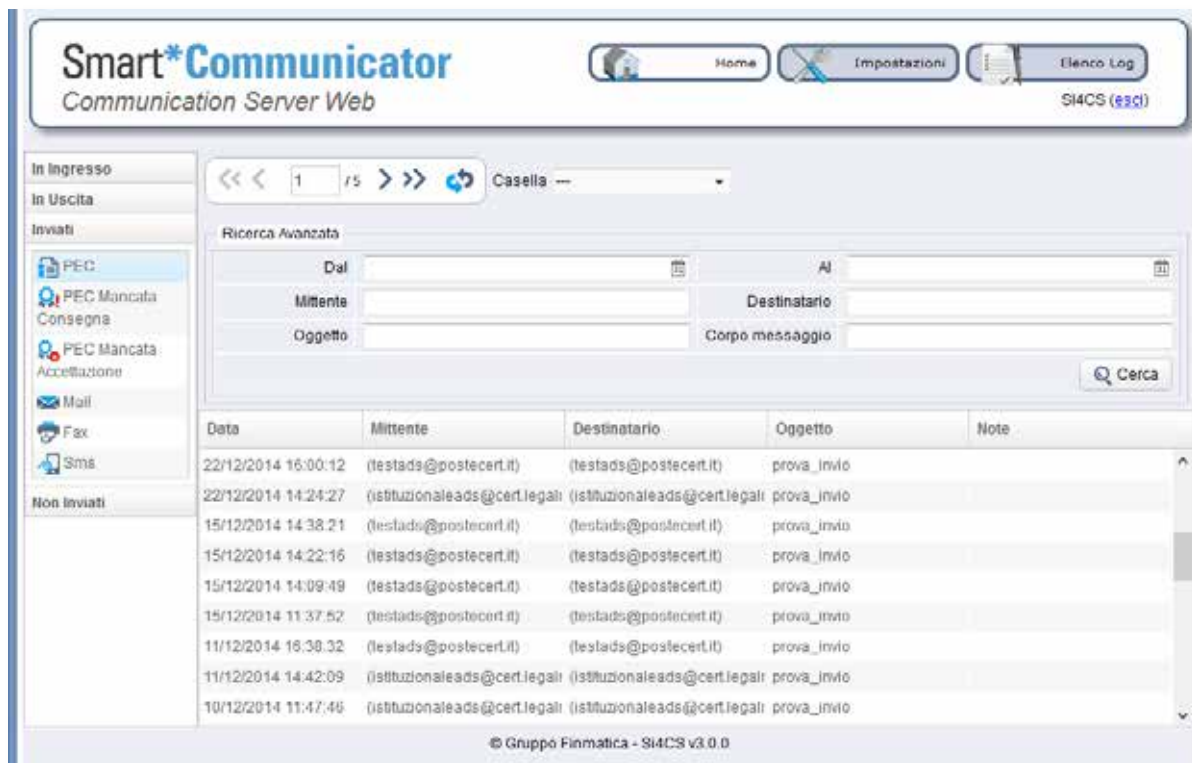 Smart*Communicator
Communication Server Web
Home
Impostazioni
Elenco Log
SI4CS (esci)
In Ingresso
In Uscita
Inviati
PEC
PEC Mancata
Consegna
PEC Mancata
Accettazione
Mail
Fax
Sms
Non Inviati
1 /5 Casella ---
Ricerca Avanzata
Dal Al
Mittente Destinatario
Oggetto Corpo messaggio
Cerca
Data Mittente Destinatario Oggetto Note
22/12/2014 16:00:12 (testads@postecert.it) (testads@postecert.it) prova_invio
22/12/2014 14:24:27 (istituzionaleads@cert.legali (istituzionaleads@cert.legali prova_invio
15/12/2014 14:38:21 (testads@postecert.it) (testads@postecert.it) prova_invio
15/12/2014 14:22:16 (testads@postecert.it) (testads@postecert.it) prova_invio
15/12/2014 14:09:49 (testads@postecert.it) (testads@postecert.it) prova_invio
15/12/2014 11:37:52 (testads@postecert.it) (testads@postecert.it) prova_invio
11/12/2014 16:38:32 (testads@postecert.it) (testads@postecert.it) prova_invio
11/12/2014 14:42:09 (istituzionaleads@cert.legali (istituzionaleads@cert.legali prova_invio
10/12/2014 11:47:46 (istituzionaleads@cert.legali (istituzionaleads@cert.legali prova_invio
© Gruppo Finmatica - Si4CS v3.0.0